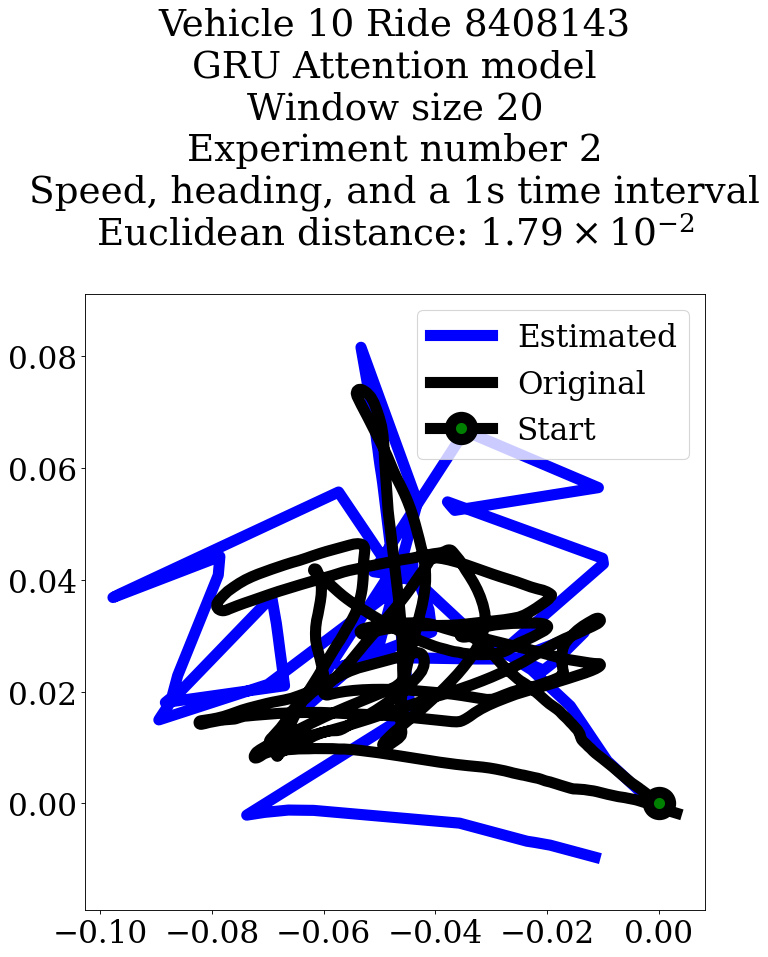 Vehicle 10 Ride 8408143
GRU Attention model
Window size 20
Experiment number 2
Speed, heading, and a 1s time interval
Euclidean distance: 1.79 × 10⁻²
Estimated
Original
Start
0.08
0.06
0.04
0.02
0.00
−0.10 −0.08 −0.06 −0.04 −0.02 0.00